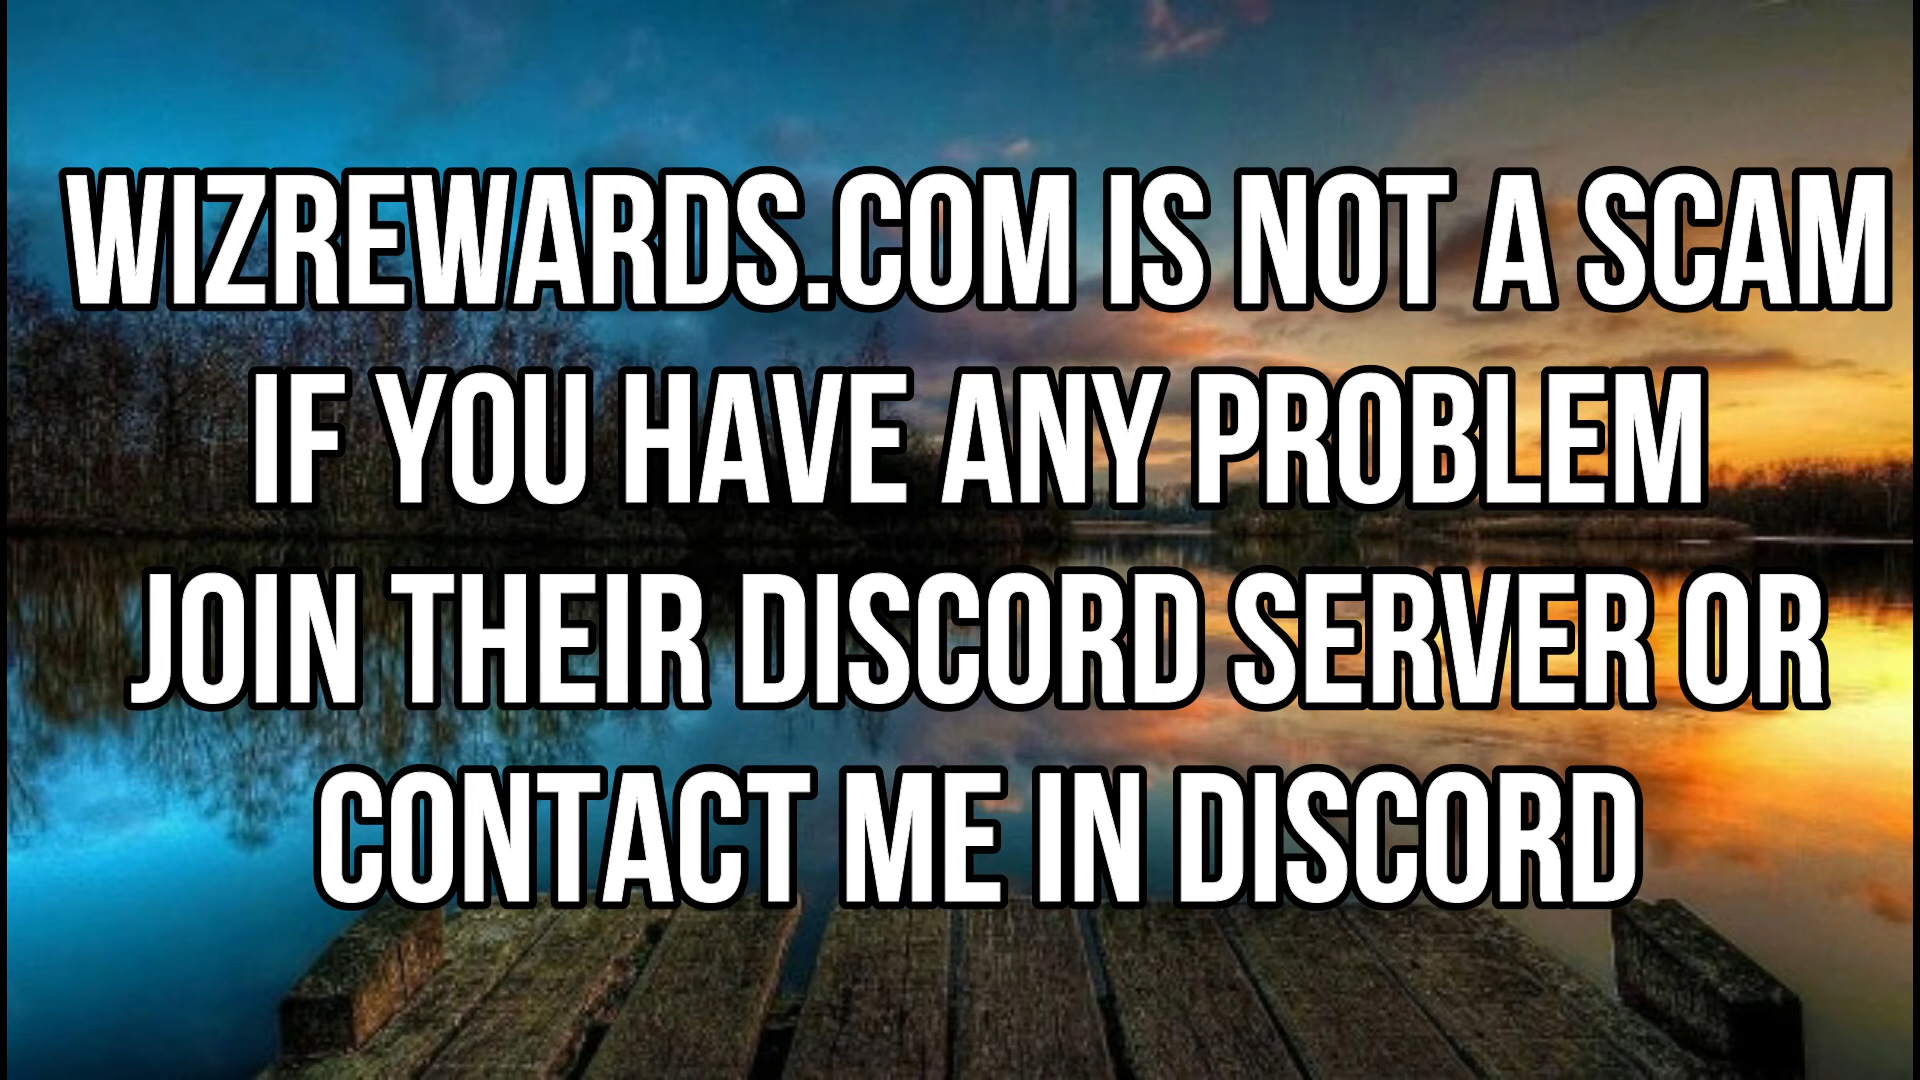 WIZREWARDS.COM IS NOT A SCAM
IF YOU HAVE ANY PROBLEM
JOIN THEIR DISCORD SERVER OR
CONTACT ME IN DISCORD